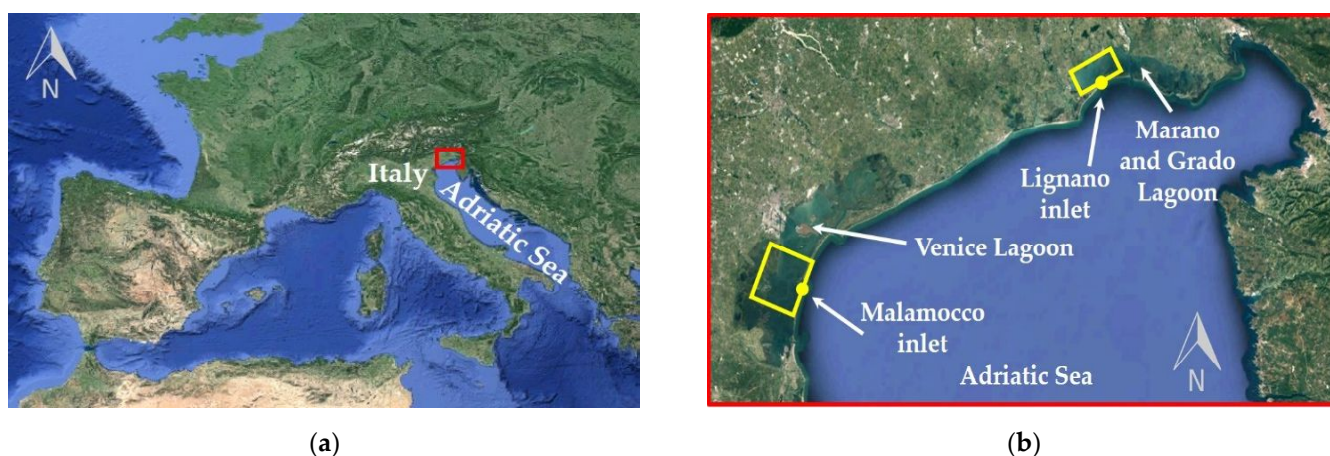 N
Italy
Adriatic Sea
(a)
Marano
and Grado
Lagoon
Lignano
inlet
Venice Lagoon
Malamocco
inlet
Adriatic Sea
N
(b)